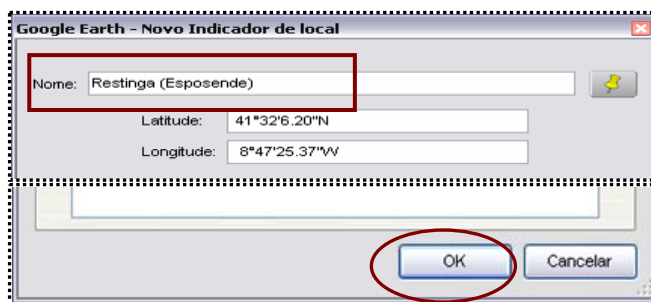 Google Earth - Novo Indicador de local
Nome: Restinga (Esposende)
Latitude: 41°32'6.20"N
Longitude: 8°47'25.37"W
OK Cancelar